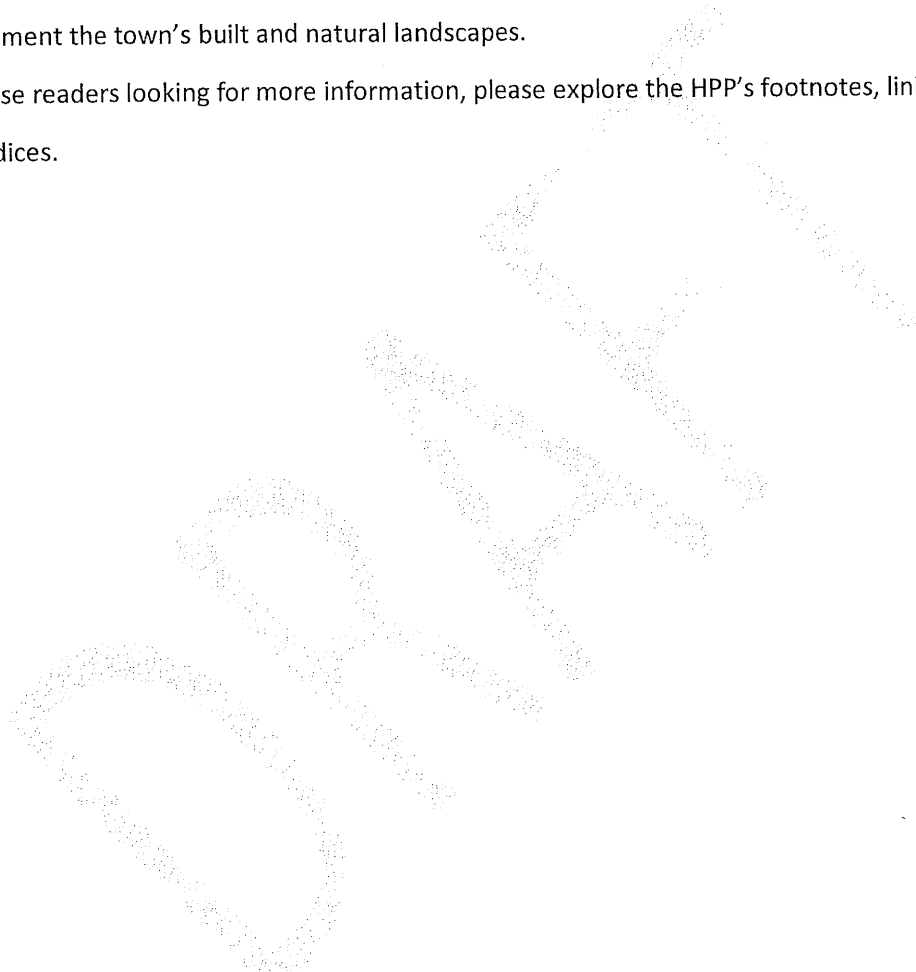 ment the town's built and natural landscapes.
se readers looking for more information, please explore the HPP's footnotes, lin
dices.
DRAFT